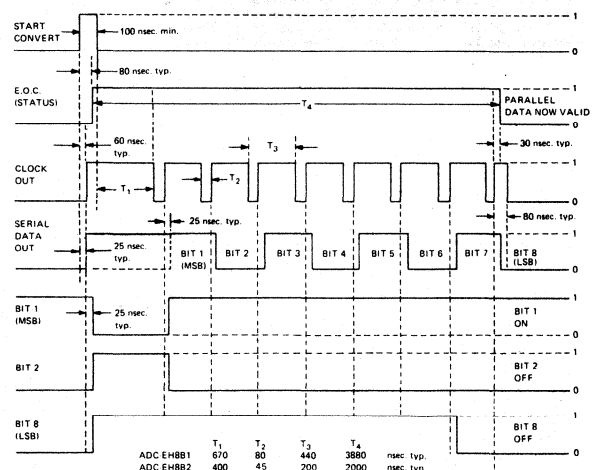 START CONVERT
1
0
100 nsec. min.
80 nsec. typ.
E.O.C. (STATUS)
T4
1
0
PARALLEL DATA NOW VALID
60 nsec. typ.
T3
30 nsec. typ.
CLOCK OUT
T1
T2
1
0
25 nsec. typ.
80 nsec. typ.
SERIAL DATA OUT
25 nsec. typ.
BIT 1 (MSB)
BIT 2
BIT 3
BIT 4
BIT 5
BIT 6
BIT 7
BIT 8 (LSB)
1
0
BIT 1 (MSB)
25 nsec. typ.
1
0
BIT 1 ON
BIT 2
1
0
BIT 2 OFF
BIT 8 (LSB)
1
0
BIT 8 OFF
T1 T2 T3 T4
ADC EH8B1 670 80 440 3880 nsec. typ.
ADC EH8B2 400 45 200 2000 nsec. typ.